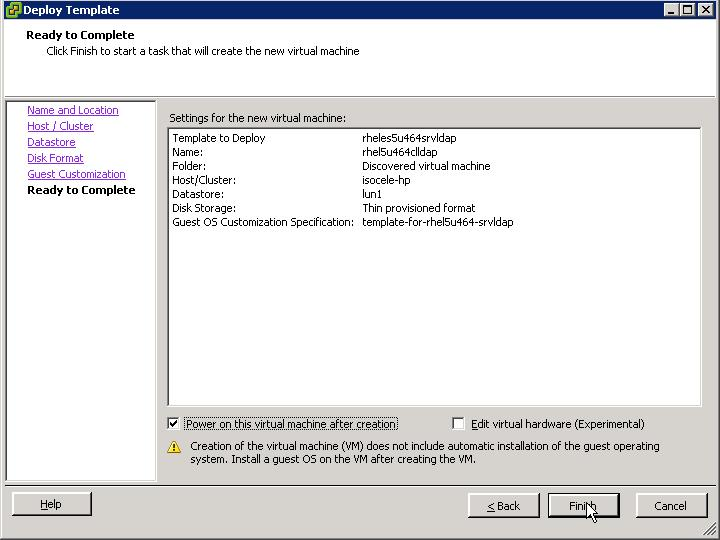 Deploy Template
Ready to Complete
Click Finish to start a task that will create the new virtual machine
Name and Location
Host / Cluster
Datastore
Disk Format
Guest Customization
Ready to Complete
Settings for the new virtual machine:
Template to Deploy rheles5u464srvldap
Name: rhel5u464clldap
Folder: Discovered virtual machine
Host/Cluster: isocele-hp
Datastore: lun1
Disk Storage: Thin provisioned format
Guest OS Customization Specification: template-for-rhel5u464-srvldap
Power on this virtual machine after creation
Edit virtual hardware (Experimental)
Creation of the virtual machine (VM) does not include automatic installation of the guest operating
system. Install a guest OS on the VM after creating the VM.
Help
< Back
Finish
Cancel